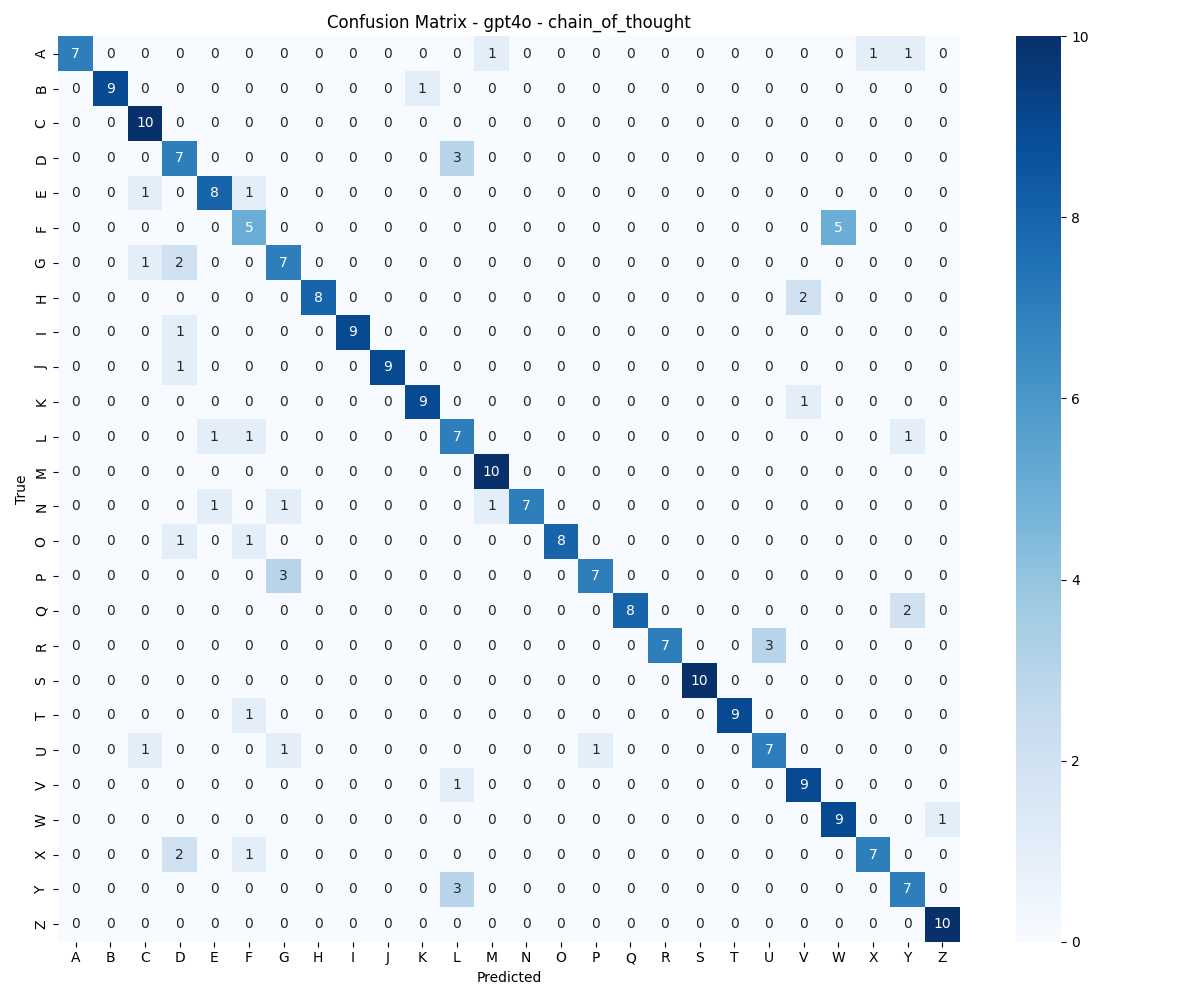 Confusion Matrix - gpt4o - chain_of_thought
A 7 0 0 0 0 0 0 0 0 0 0 0 1 0 0 0 0 0 0 0 0 0 0 1 1 0
B 0 9 0 0 0 0 0 0 0 0 1 0 0 0 0 0 0 0 0 0 0 0 0 0 0 0
C 0 0 10 0 0 0 0 0 0 0 0 0 0 0 0 0 0 0 0 0 0 0 0 0 0 0
D 0 0 0 7 0 0 0 0 0 0 0 3 0 0 0 0 0 0 0 0 0 0 0 0 0 0
E 0 0 1 0 8 1 0 0 0 0 0 0 0 0 0 0 0 0 0 0 0 0 0 0 0 0
F 0 0 0 0 0 5 0 0 0 0 0 0 0 0 0 0 0 0 0 0 0 0 5 0 0 0
G 0 0 1 2 0 0 7 0 0 0 0 0 0 0 0 0 0 0 0 0 0 0 0 0 0 0
H 0 0 0 0 0 0 0 8 0 0 0 0 0 0 0 0 0 0 0 0 0 2 0 0 0 0
I 0 0 0 1 0 0 0 0 9 0 0 0 0 0 0 0 0 0 0 0 0 0 0 0 0 0
J 0 0 0 1 0 0 0 0 0 9 0 0 0 0 0 0 0 0 0 0 0 0 0 0 0 0
K 0 0 0 0 0 0 0 0 0 0 9 0 0 0 0 0 0 0 0 0 0 1 0 0 0 0
L 0 0 0 0 1 1 0 0 0 0 0 7 0 0 0 0 0 0 0 0 0 0 0 0 1 0
M 0 0 0 0 0 0 0 0 0 0 0 0 10 0 0 0 0 0 0 0 0 0 0 0 0 0
N 0 0 0 0 1 0 1 0 0 0 0 0 1 7 0 0 0 0 0 0 0 0 0 0 0 0
O 0 0 0 1 0 1 0 0 0 0 0 0 0 0 8 0 0 0 0 0 0 0 0 0 0 0
P 0 0 0 0 0 0 3 0 0 0 0 0 0 0 0 7 0 0 0 0 0 0 0 0 0 0
Q 0 0 0 0 0 0 0 0 0 0 0 0 0 0 0 0 8 0 0 0 0 0 0 0 2 0
R 0 0 0 0 0 0 0 0 0 0 0 0 0 0 0 0 0 7 0 0 3 0 0 0 0 0
S 0 0 0 0 0 0 0 0 0 0 0 0 0 0 0 0 0 0 10 0 0 0 0 0 0 0
T 0 0 0 0 0 1 0 0 0 0 0 0 0 0 0 0 0 0 0 9 0 0 0 0 0 0
U 0 0 1 0 0 0 1 0 0 0 0 0 0 0 0 1 0 0 0 0 7 0 0 0 0 0
V 0 0 0 0 0 0 0 0 0 0 0 1 0 0 0 0 0 0 0 0 0 9 0 0 0 0
W 0 0 0 0 0 0 0 0 0 0 0 0 0 0 0 0 0 0 0 0 0 0 9 0 0 1
X 0 0 0 2 0 1 0 0 0 0 0 0 0 0 0 0 0 0 0 0 0 0 0 7 0 0
Y 0 0 0 0 0 0 0 0 0 0 0 3 0 0 0 0 0 0 0 0 0 0 0 0 7 0
Z 0 0 0 0 0 0 0 0 0 0 0 0 0 0 0 0 0 0 0 0 0 0 0 0 0 10
A B C D E F G H I J K L M N O P Q R S T U V W X Y Z
Predicted
True
10
8
6
4
2
0